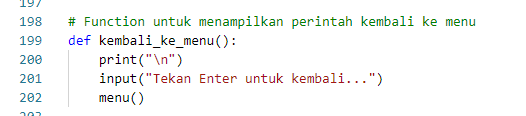 197
198 # Function untuk menampilkan perintah kembali ke menu
199 def kembali_ke_menu():
200 print("\n")
201 input("Tekan Enter untuk kembali...")
202 menu()
203